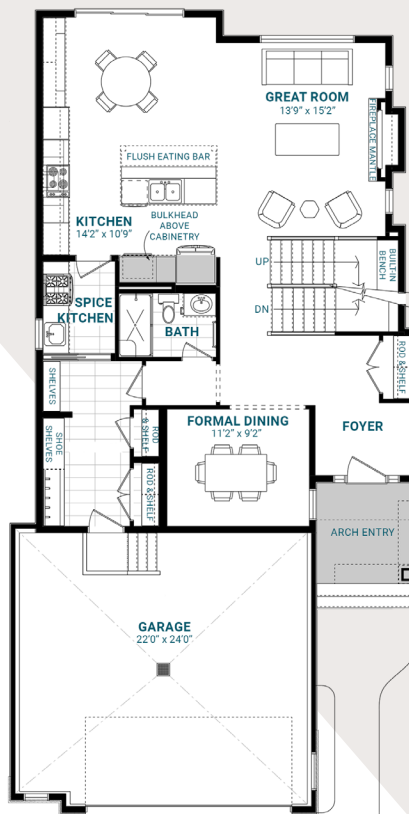 GREAT ROOM
13'9" x 15'2"
FIREPLACE MANTLE
FLUSH EATING BAR
KITCHEN
14'2" x 10'9"
BULKHEAD
ABOVE
CABINETRY
UP
BUILT-IN
BENCH
SPICE
KITCHEN
BATH
DN
SHELVES
ROD & SHELF
SHOE
SHELVES
ROD
& SHELF
FORMAL DINING
11'2" x 9'2"
FOYER
ROD & SHELF
ARCH ENTRY
GARAGE
22'0" x 24'0"